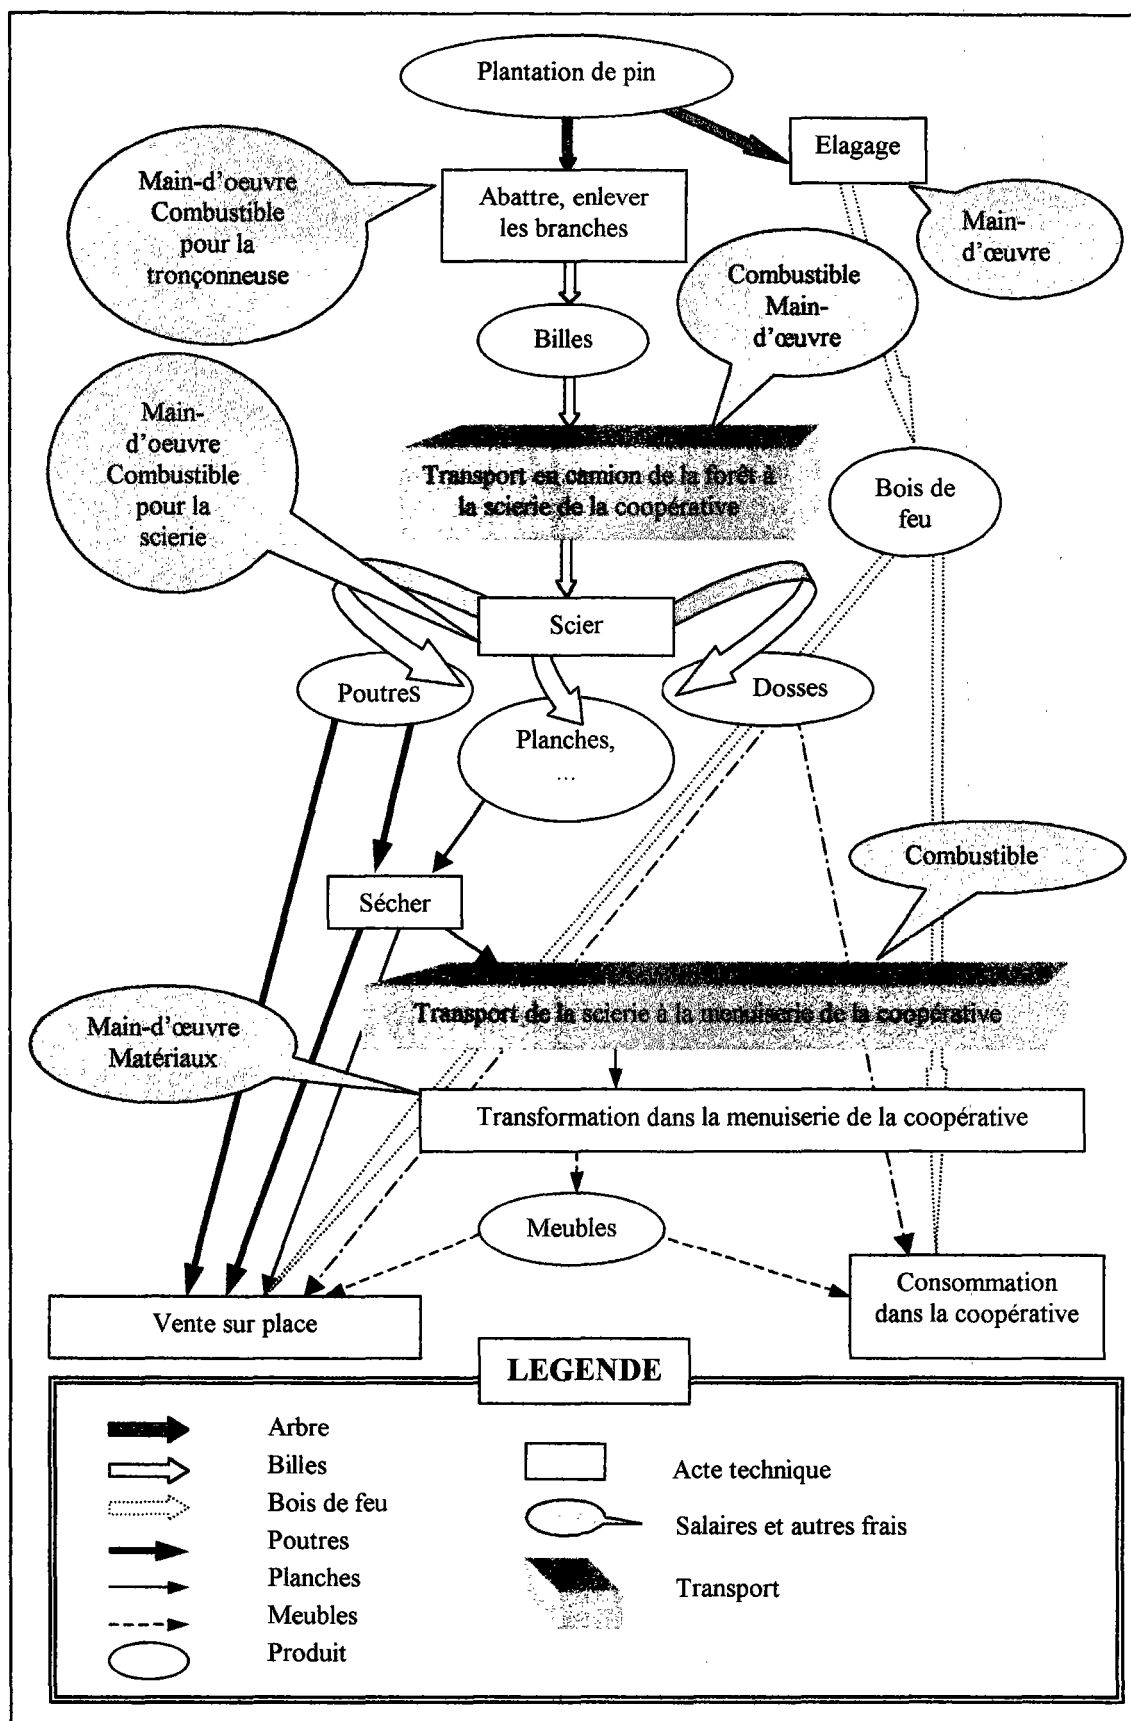 Plantation de pin
Elagage
Main-d'oeuvre
Combustible
pour la
tronçonneuse
Abattre, enlever
les branches
Main-
d'œuvre
Combustible
Main-
d'œuvre
Billes
Main-
d'oeuvre
Combustible
pour la
scierie
Transport en camion de la forêt à
la scierie de la coopérative
Bois de
feu
Scier
Poutres
Dosses
Planches,
...
Combustible
Sécher
Transport de la scierie à la menuiserie de la coopérative
Main-d'œuvre
Matériaux
Transformation dans la menuiserie de la coopérative
Meubles
Consommation
dans la coopérative
Vente sur place
LEGENDE
Arbre
Billes
Bois de feu
Poutres
Planches
Meubles
Produit
Acte technique
Salaires et autres frais
Transport